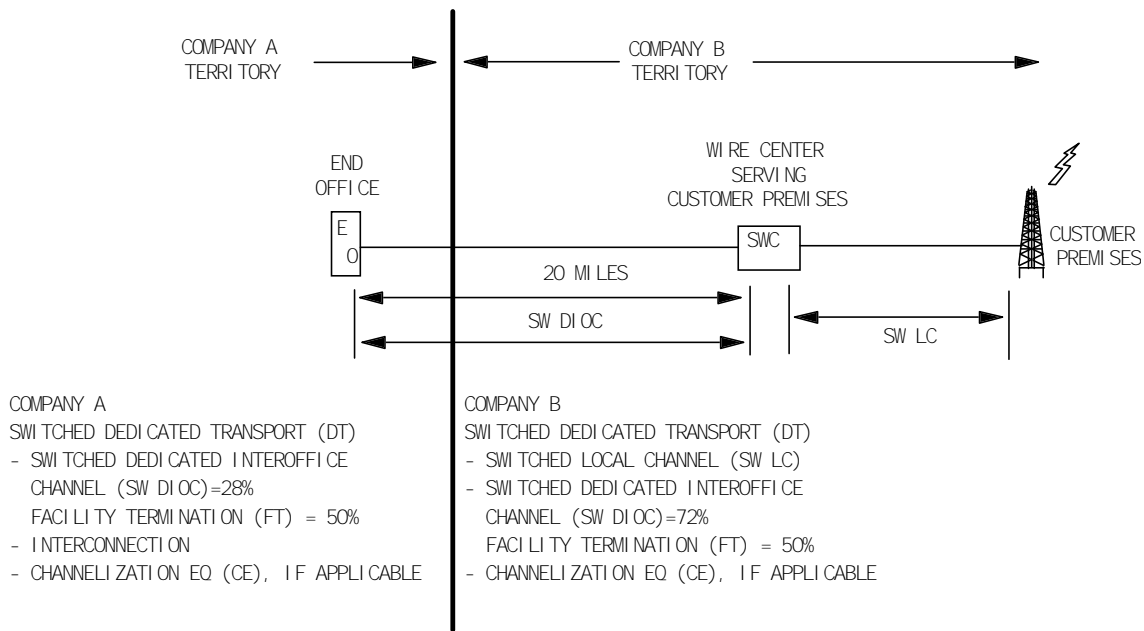 COMPANY A
TERRITORY
COMPANY B
TERRITORY
END
OFFICE
WIRE CENTER
SERVING
CUSTOMER PREMISES
E
O
SWC
CUSTOMER
PREMISES
20 MILES
SW DIOC
SW LC
COMPANY A
SWITCHED DEDICATED TRANSPORT (DT)
- SWITCHED DEDICATED INTEROFFICE
CHANNEL (SW DIOC)=28%
FACILITY TERMINATION (FT) = 50%
- INTERCONNECTION
- CHANNELIZATION EQ (CE), IF APPLICABLE
COMPANY B
SWITCHED DEDICATED TRANSPORT (DT)
- SWITCHED LOCAL CHANNEL (SW LC)
- SWITCHED DEDICATED INTEROFFICE
CHANNEL (SW DIOC)=72%
FACILITY TERMINATION (FT) = 50%
- CHANNELIZATION EQ (CE), IF APPLICABLE